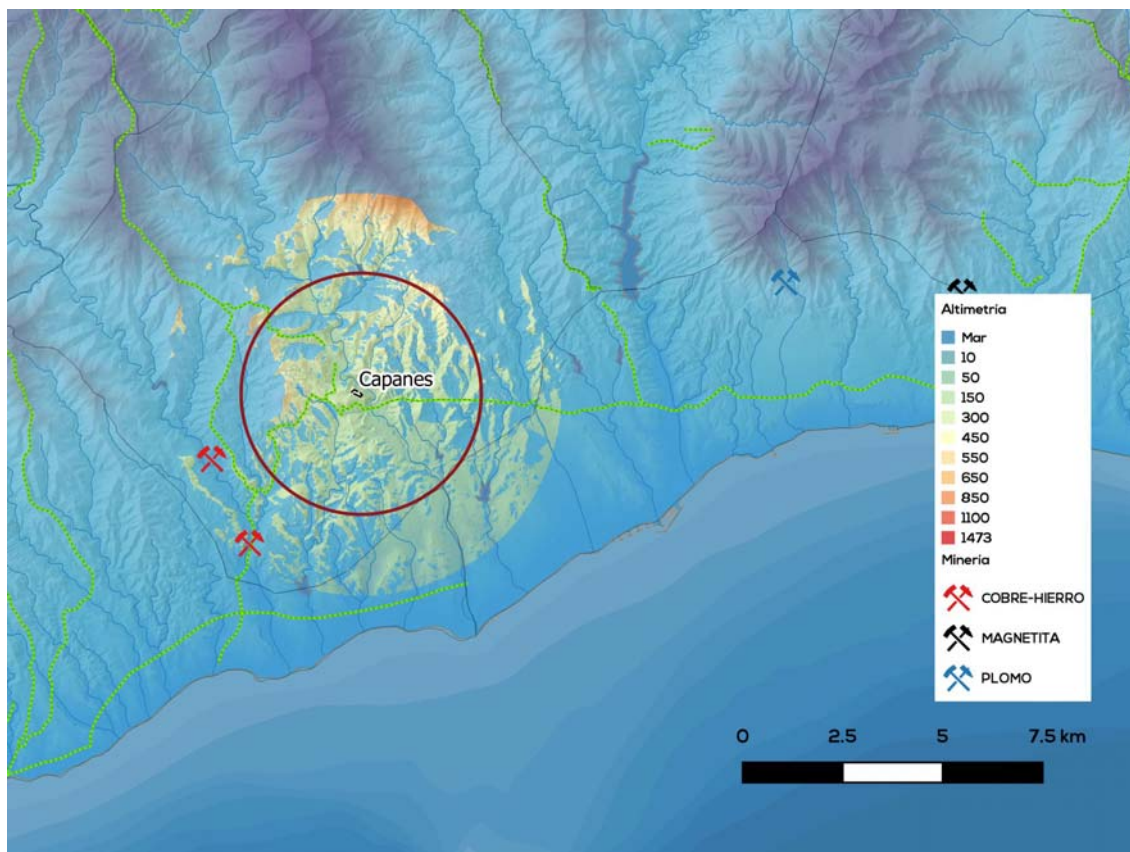 Capanes
Altimetría
Mar
10
50
150
300
450
550
650
850
1100
1473
Minería
COBRE-HIERRO
MAGNETITA
PLOMO
0 2.5 5 7.5 km